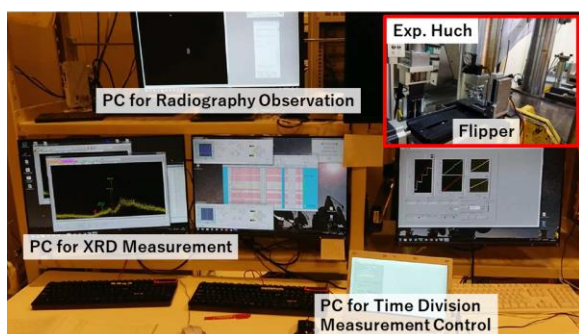 Exp. Huch
PC for Radiography Observation
Flipper
PC for XRD Measurement
PC for Time Division
Measurement Control